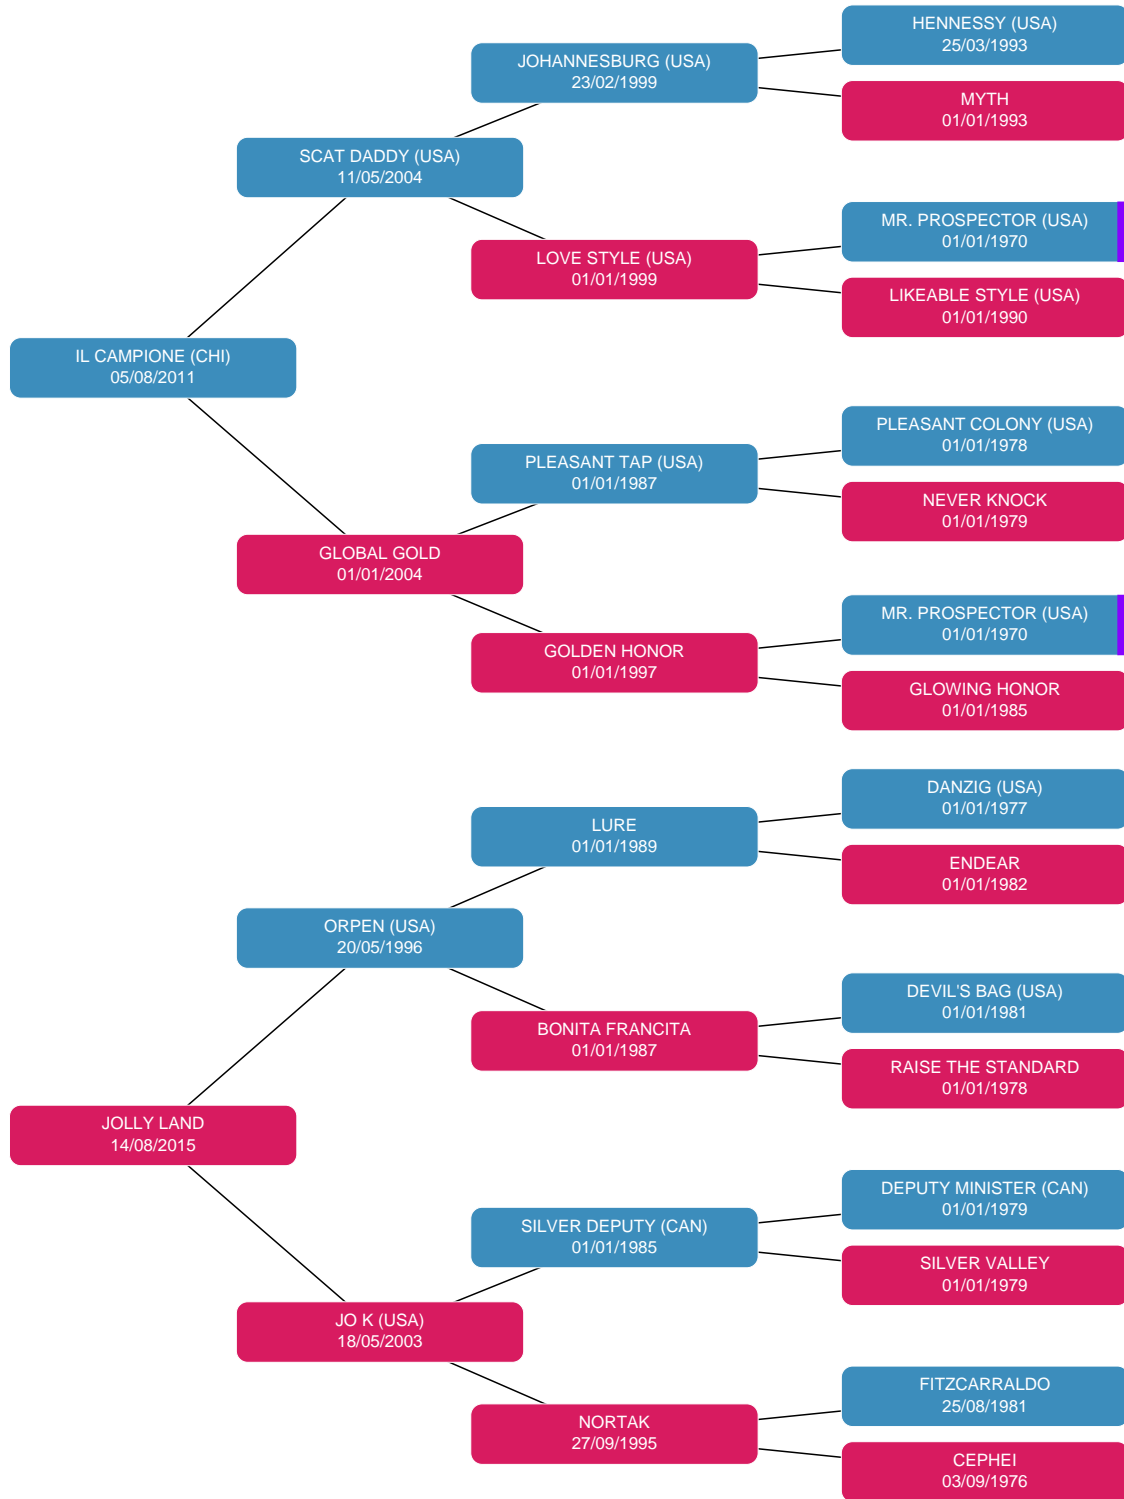 HENNESSY (USA)
25/03/1993
JOHANNESBURG (USA)
23/02/1999
MYTH
01/01/1993
SCAT DADDY (USA)
11/05/2004
MR. PROSPECTOR (USA)
01/01/1970
LOVE STYLE (USA)
01/01/1999
LIKEABLE STYLE (USA)
01/01/1990
IL CAMPIONE (CHI)
05/08/2011
PLEASANT COLONY (USA)
01/01/1978
PLEASANT TAP (USA)
01/01/1987
NEVER KNOCK
01/01/1979
GLOBAL GOLD
01/01/2004
MR. PROSPECTOR (USA)
01/01/1970
GOLDEN HONOR
01/01/1997
GLOWING HONOR
01/01/1985
DANZIG (USA)
01/01/1977
LURE
01/01/1989
ENDEAR
01/01/1982
ORPEN (USA)
20/05/1996
DEVIL'S BAG (USA)
01/01/1981
BONITA FRANCITA
01/01/1987
RAISE THE STANDARD
01/01/1978
JOLLY LAND
14/08/2015
DEPUTY MINISTER (CAN)
01/01/1979
SILVER DEPUTY (CAN)
01/01/1985
SILVER VALLEY
01/01/1979
JO K (USA)
18/05/2003
FITZCARRALDO
25/08/1981
NORTAK
27/09/1995
CEPHEI
03/09/1976